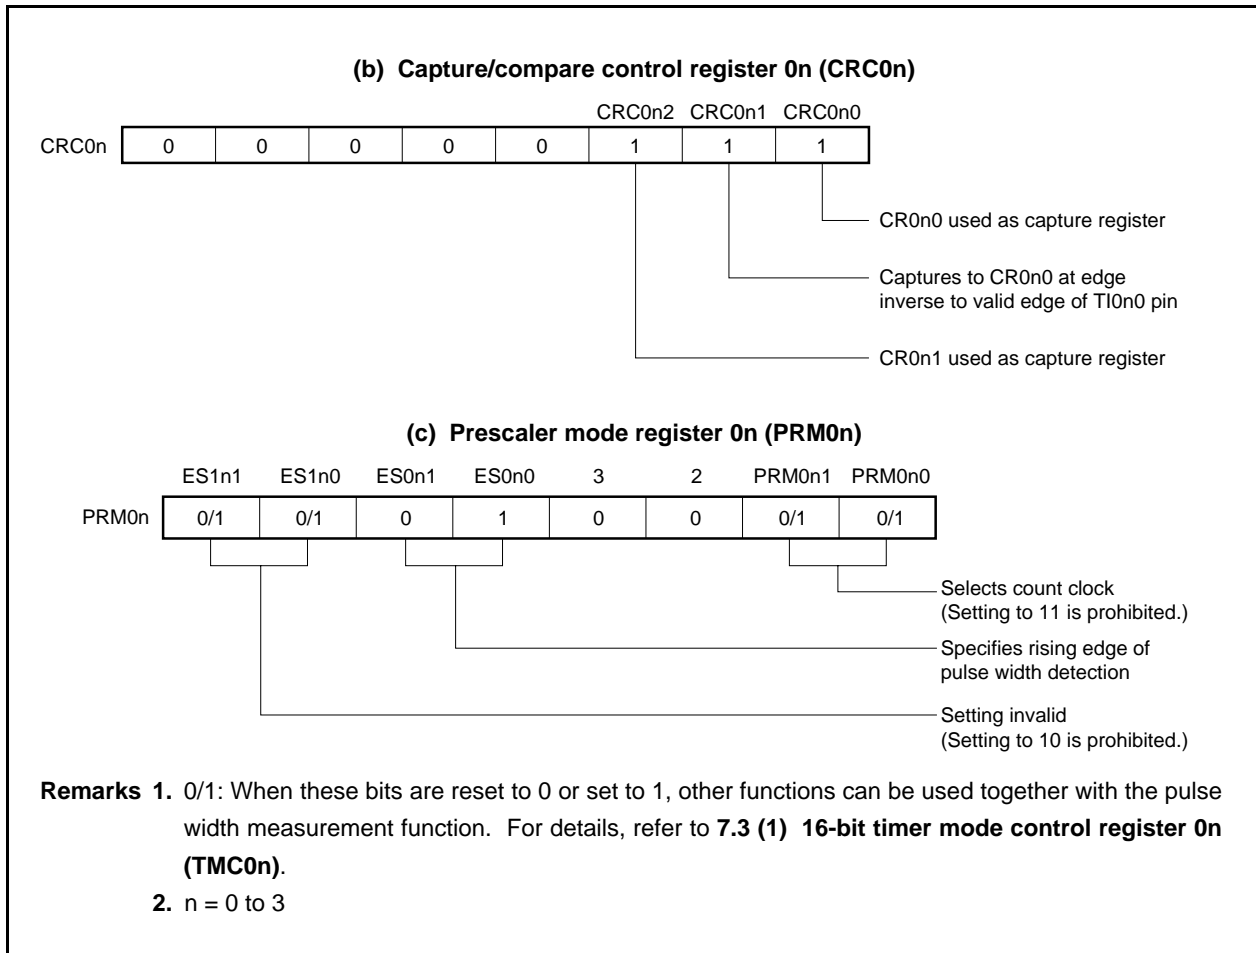 (b) Capture/compare control register 0n (CRC0n)
CRC0n2 CRC0n1 CRC0n0
CRC0n 0 0 0 0 0 1 1 1
CR0n0 used as capture register
Captures to CR0n0 at edge
inverse to valid edge of TI0n0 pin
CR0n1 used as capture register
(c) Prescaler mode register 0n (PRM0n)
ES1n1 ES1n0 ES0n1 ES0n0 3 2 PRM0n1 PRM0n0
PRM0n 0/1 0/1 0 1 0 0 0/1 0/1
Selects count clock
(Setting to 11 is prohibited.)
Specifies rising edge of
pulse width detection
Setting invalid
(Setting to 10 is prohibited.)
Remarks 1. 0/1: When these bits are reset to 0 or set to 1, other functions can be used together with the pulse
width measurement function. For details, refer to 7.3 (1) 16-bit timer mode control register 0n
(TMC0n).
2. n = 0 to 3